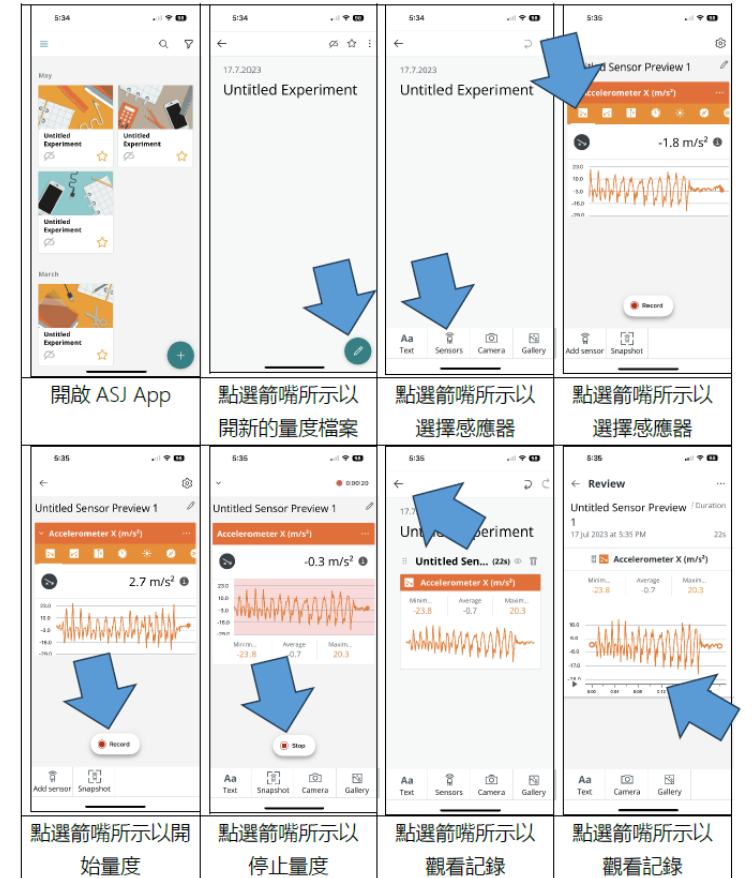 5:34
May
Untitled
Experiment
Untitled
Experiment
Untitled
Experiment
March
Untitled
Experiment
開啟 ASJ App
5:34
17.7.2023
Untitled Experiment
點選箭嘴所示以
開新的量度檔案
5:34
17.7.2023
Untitled Experiment
Aa
Text
Sensors
Camera
Gallery
點選箭嘴所示以
選擇感應器
5:35
Sensor Preview 1
Accelerometer X (m/s²)
-1.8 m/s²
Record
Add sensor
Snapshot
點選箭嘴所示以
選擇感應器
5:35
Untitled Sensor Preview 1
Accelerometer X (m/s²)
2.7 m/s²
Record
Add sensor
Snapshot
點選箭嘴所示以開
始量度
5:35
0:00:20
Untitled Sensor Preview 1
Accelerometer X (m/s²)
-0.3 m/s²
Average
-23.8
-0.7
20.3
Stop
Aa
Text
Snapshot
Camera
Gallery
點選箭嘴所示以
停止量度
5:35
Untitled Sen... (22s)
Accelerometer X (m/s²)
Minim...
Average
Maxim...
-23.8
-0.7
20.3
Aa
Text
Sensors
Camera
Gallery
點選箭嘴所示以
觀看記錄
5:35
Review
Untitled Sensor Preview
1
Duration
17 Jul 2023 at 5:35 PM
22s
Accelerometer X (m/s²)
Minim...
Average
Maxim...
-23.8
-0.7
20.3
Aa
Text
Camera
Gallery
點選箭嘴所示以
觀看記錄